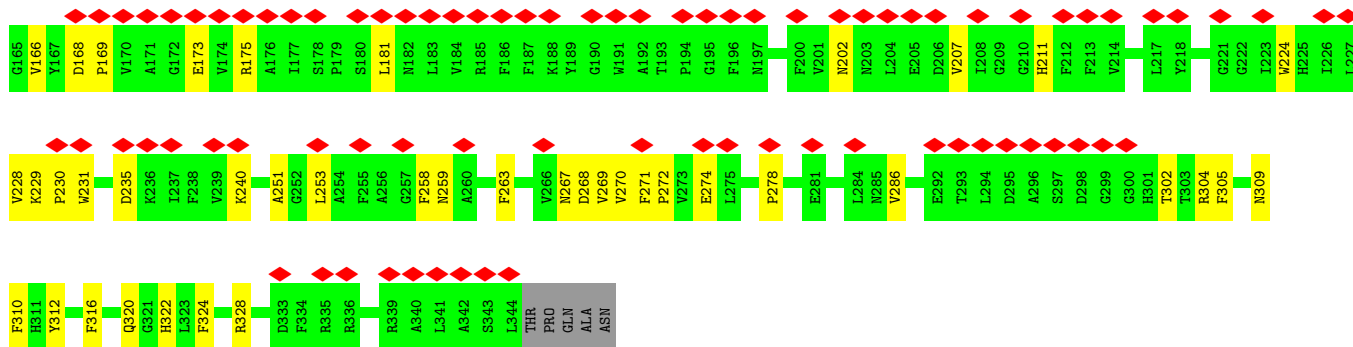 G165 V166 Y167 D168 P169 V170 A171 G172 E173 V174 R175 A176 I177 S178 P179 S180 L181 N182 L183 V184 R185 F186 F187 K188 Y189 G190 W191 A192 T193 P194 G195 F196 N197 F200 V201 N202 N203 L204 E205 D206 V207 I208 G209 G210 H211 F212 F213 V214 L217 Y218 G221 G222 I223 W224 H225 I226 L227
V228 K229 P230 W231 D235 K236 I237 F238 V239 K240 A251 G252 L253 A254 F255 A256 G257 F258 N259 A260 F263 V266 N267 D268 V269 V270 F271 P272 V273 E274 L275 P278 E281 L284 N285 V286 E292 T293 L294 D295 A296 S297 D298 G299 G300 H301 T302 T303 R304 F305 N309
F310 H311 Y312 F316 Q320 G321 H322 L323 F324 R328 D333 F334 R335 R336 R339 A340 L341 A342 S343 L344 THR PRO GLN ALA ASN